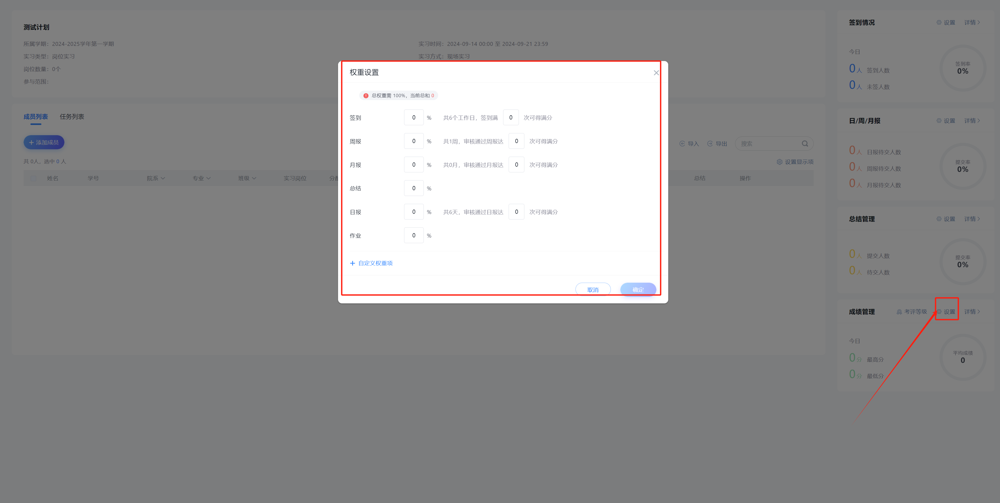 测试计划
所属学期：2024-2025学年第一学期
实习时间：2024-09-14 00:00 至 2024-09-21 23:59
实习类型：岗位实习
实习方式：现场实习
岗位数量：0个
参与范围：
成员列表 任务列表
添加成员
导入 导出 搜索
共 0人，选中 0 人
设置显示项
姓名 学号 院系 专业 班级 实习岗位 分配 总结 操作
权重设置
总权重需 100%，当前总和 0
签到 0 % 共6个工作日，签到满 0 次可得满分
周报 0 % 共1周，审核通过周报达 0 次可得满分
月报 0 % 共0月，审核通过月报达 0 次可得满分
总结 0 %
日报 0 % 共6天，审核通过日报达 0 次可得满分
作业 0 %
自定义权重项
取消 确定
签到情况 设置 详情
今日
0人 签到人数
0人 未签人数
签到率
0%
日/周/月报 设置 详情
0人 日报待交人数
0人 周报待交人数
0人 月报待交人数
提交率
0%
总结管理 设置 详情
0人 提交人数
0人 待交人数
提交率
0%
成绩管理 考评等级 设置 详情
今日
0分 最高分
0分 最低分
平均成绩
0